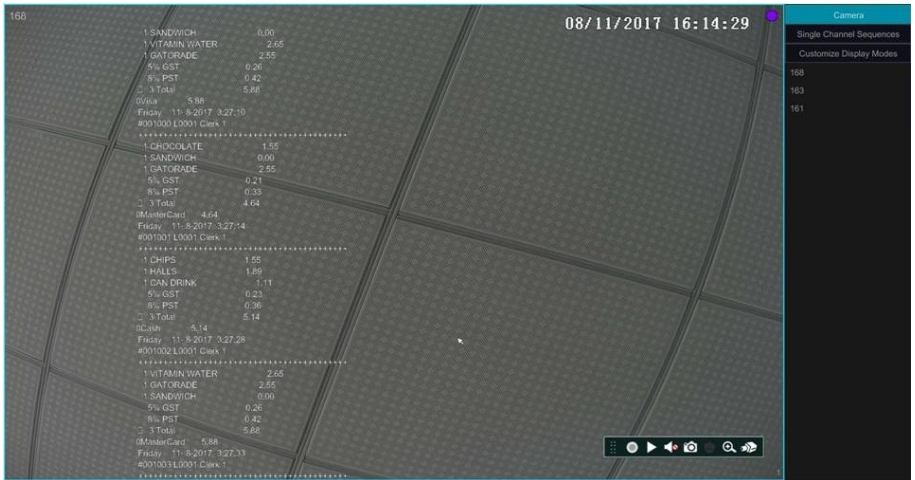 168
08/11/2017 16:14:29
1 SANDWICH 0.00
1 VITAMIN WATER 2.65
1 GATORADE 2.55
5% GST 0.26
8% PST 0.42
3 Total 5.88
0Visa 5.88
Friday 11- 8-2017 3:27:10
#001000 L0001 Clerk 1
++++++++++++++++++++++++++++++++++++++
1 CHOCOLATE 1.55
1 SANDWICH 0.00
1 GATORADE 2.55
5% GST 0.21
8% PST 0.33
3 Total 4.64
0MasterCard 4.64
Friday 11- 8-2017 3:27:14
#001001 L0001 Clerk 1
++++++++++++++++++++++++++++++++++++++
1 CHIPS 1.55
1 HALLS 1.89
1 CAN DRINK 1.11
5% GST 0.23
8% PST 0.36
3 Total 5.14
0Cash 5.14
Friday 11- 8-2017 3:27:28
#001002 L0001 Clerk 1
++++++++++++++++++++++++++++++++++++++
1 VITAMIN WATER 2.65
1 GATORADE 2.55
1 SANDWICH 0.00
5% GST 0.26
8% PST 0.42
3 Total 5.88
0MasterCard 5.88
Friday 11- 8-2017 3:27:33
#001003 L0001 Clerk 1
++++++++++++++++++++++++++++++++++++++
1
Camera
Single Channel Sequences
Customize Display Modes
168
163
161